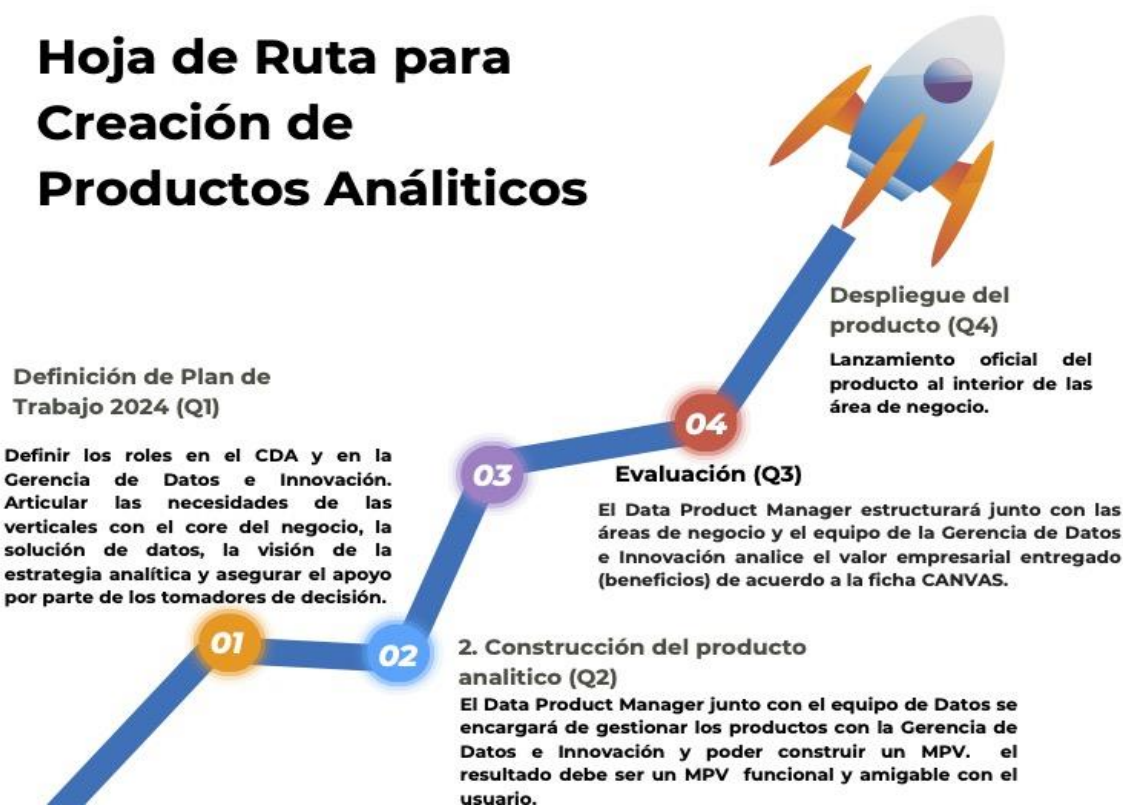 Hoja de Ruta para
Creación de
Productos Análiticos
Definición de Plan de
Trabajo 2024 (Q1)
Definir los roles en el CDA y en la
Gerencia de Datos e Innovación.
Articular las necesidades de las
verticales con el core del negocio, la
solución de datos, la visión de la
estrategia analítica y asegurar el apoyo
por parte de los tomadores de decisión.
01
02
2. Construcción del producto
analitico (Q2)
El Data Product Manager junto con el equipo de Datos se
encargará de gestionar los productos con la Gerencia de
Datos e Innovación y poder construir un MPV. el
resultado debe ser un MPV funcional y amigable con el
usuario.
03
Evaluación (Q3)
El Data Product Manager estructurará junto con las
áreas de negocio y el equipo de la Gerencia de Datos
e Innovación analice el valor empresarial entregado
(beneficios) de acuerdo a la ficha CANVAS.
04
Despliegue del
producto (Q4)
Lanzamiento oficial del
producto al interior de las
área de negocio.